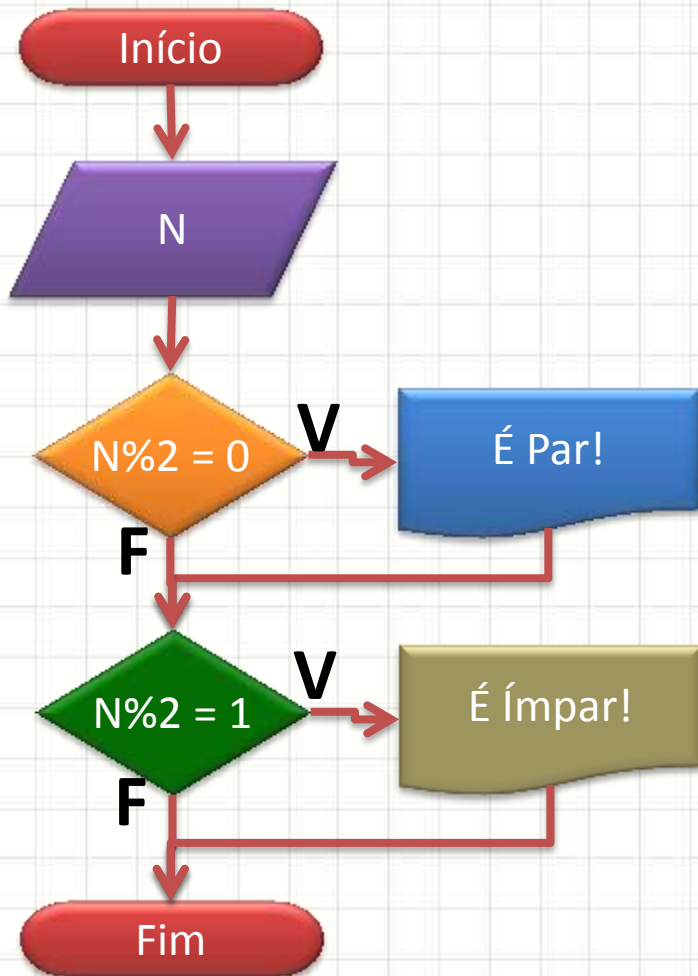 Início
N
N%2 = 0
V
É Par!
F
N%2 = 1
V
É Ímpar!
F
Fim